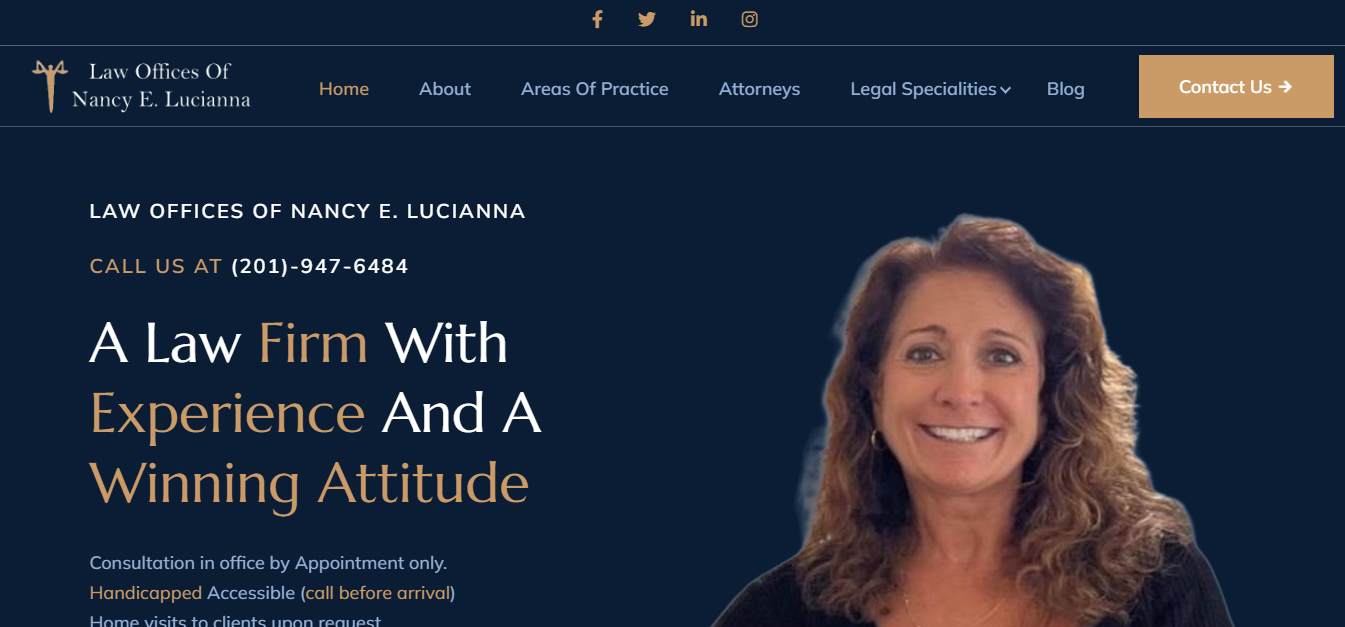 Law Offices Of
Nancy E. Lucianna
Home About Areas Of Practice Attorneys Legal Specialities Blog Contact Us
LAW OFFICES OF NANCY E. LUCIANNA
CALL US AT (201)-947-6484
A Law Firm With
Experience And A
Winning Attitude
Consultation in office by Appointment only.
Handicapped Accessible (call before arrival)
Home visits to clients upon request